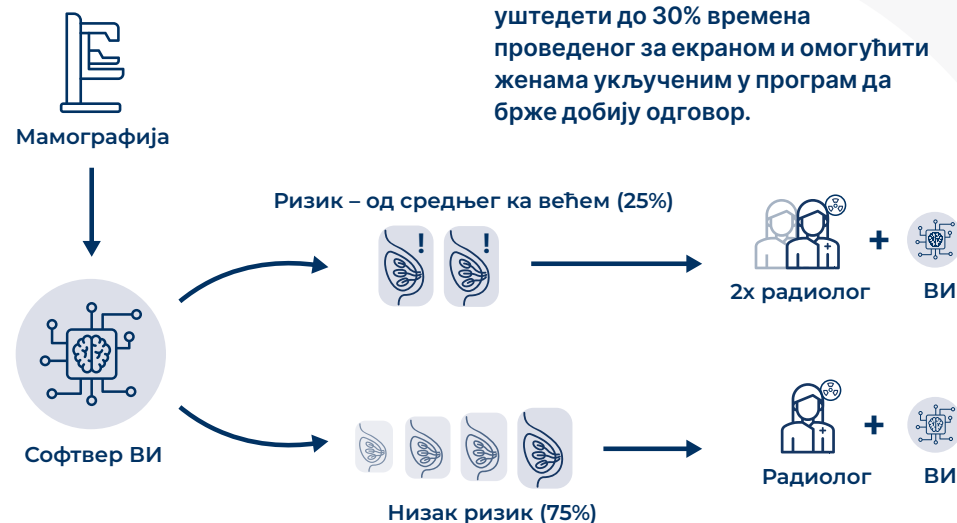 уштедети до 30% времена
проведеног за екраном и омогућити
женама укљученим у програм да
брже добију одговор.
Мамографија
Ризик – од средњег ка већем (25%)
!
!
+
2x радиолог
ВИ
Софтвер ВИ
+
Радиолог
ВИ
Низак ризик (75%)